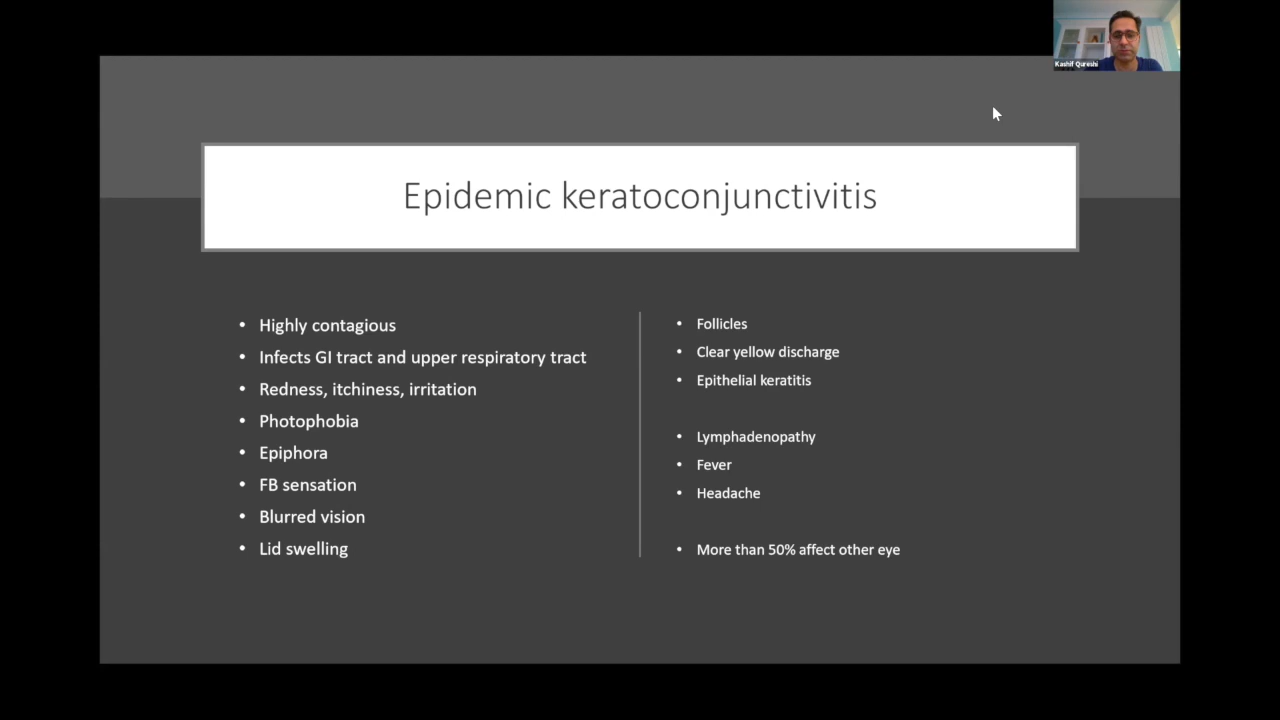 Kashif Qureshi
Epidemic keratoconjunctivitis
• Highly contagious
• Infects GI tract and upper respiratory tract
• Redness, itchiness, irritation
• Photophobia
• Epiphora
• FB sensation
• Blurred vision
• Lid swelling
• Follicles
• Clear yellow discharge
• Epithelial keratitis
• Lymphadenopathy
• Fever
• Headache
• More than 50% affect other eye